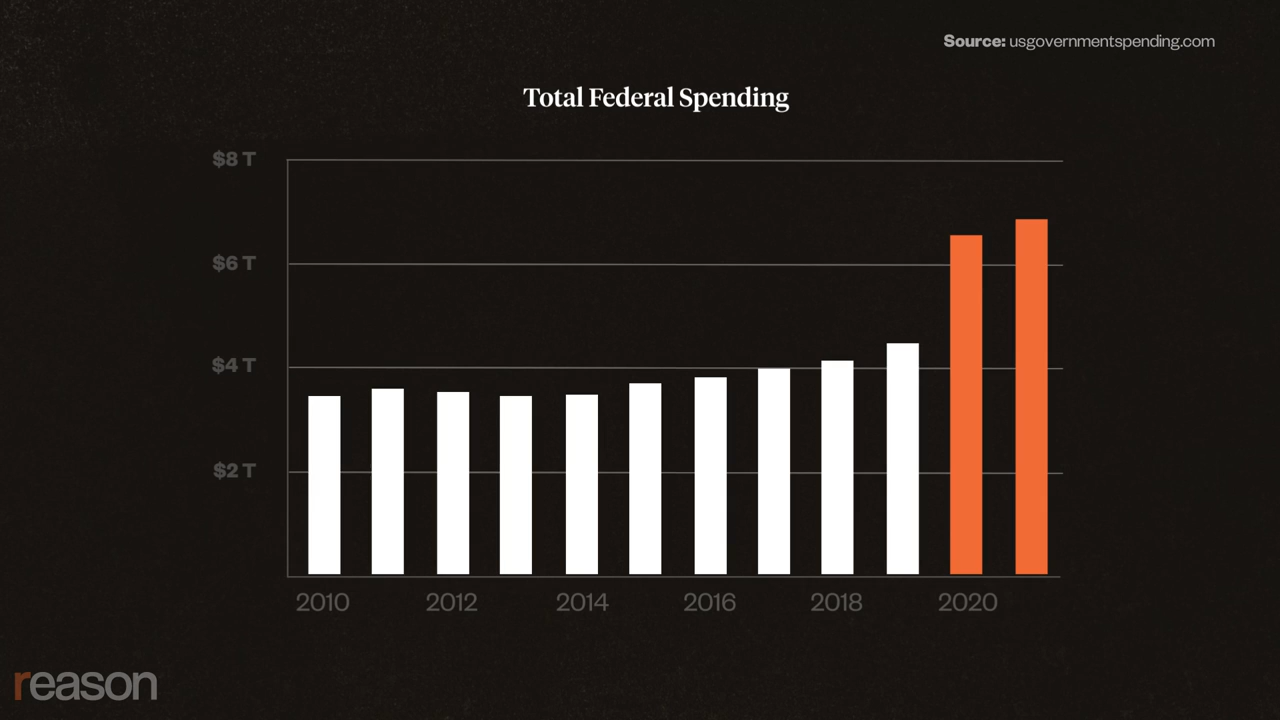 Source: usgovernmentspending.com
Total Federal Spending
$8 T
$6 T
$4 T
$2 T
2010 2012 2014 2016 2018 2020
reason